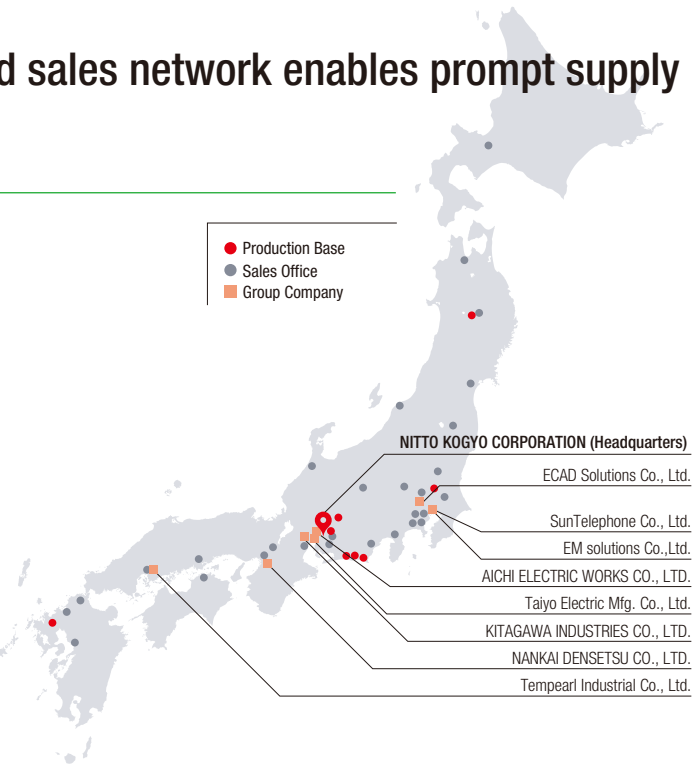 d sales network enables prompt supply
Production Base
Sales Office
Group Company
NITTO KOGYO CORPORATION (Headquarters)
ECAD Solutions Co., Ltd.
SunTelephone Co., Ltd.
EM solutions Co.,Ltd.
AICHI ELECTRIC WORKS CO., LTD.
Taiyo Electric Mfg. Co., Ltd.
KITAGAWA INDUSTRIES CO., LTD.
NANKAI DENSETSU CO., LTD.
Tempearl Industrial Co., Ltd.